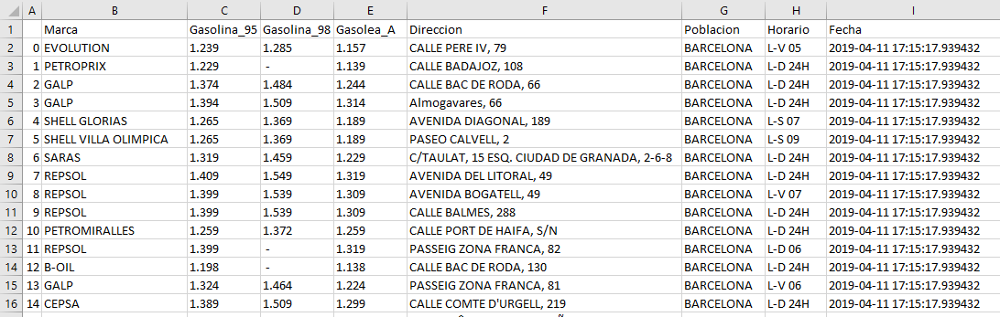 A B C D E F G H I
1 Marca Gasolina_95 Gasolina_98 Gasolea_A Direccion Poblacion Horario Fecha
2 0 EVOLUTION 1.239 1.285 1.157 CALLE PERE IV, 79 BARCELONA L-V 05 2019-04-11 17:15:17.939432
3 1 PETROPRIX 1.229 - 1.139 CALLE BADAJOZ, 108 BARCELONA L-D 24H 2019-04-11 17:15:17.939432
4 2 GALP 1.374 1.484 1.244 CALLE BAC DE RODA, 66 BARCELONA L-D 24H 2019-04-11 17:15:17.939432
5 3 GALP 1.394 1.509 1.314 Almogavares, 66 BARCELONA L-D 24H 2019-04-11 17:15:17.939432
6 4 SHELL GLORIAS 1.265 1.369 1.189 AVENIDA DIAGONAL, 189 BARCELONA L-S 07 2019-04-11 17:15:17.939432
7 5 SHELL VILLA OLIMPICA 1.265 1.369 1.189 PASEO CALVELL, 2 BARCELONA L-S 09 2019-04-11 17:15:17.939432
8 6 SARAS 1.319 1.459 1.229 C/TAULAT, 15 ESQ. CIUDAD DE GRANADA, 2-6-8 BARCELONA L-D 24H 2019-04-11 17:15:17.939432
9 7 REPSOL 1.409 1.549 1.319 AVENIDA DEL LITORAL, 49 BARCELONA L-D 24H 2019-04-11 17:15:17.939432
10 8 REPSOL 1.399 1.539 1.309 AVENIDA BOGATELL, 49 BARCELONA L-V 07 2019-04-11 17:15:17.939432
11 9 REPSOL 1.399 1.539 1.309 CALLE BALMES, 288 BARCELONA L-D 24H 2019-04-11 17:15:17.939432
12 10 PETROMIRALLES 1.259 1.372 1.259 CALLE PORT DE HAIFA, S/N BARCELONA L-D 24H 2019-04-11 17:15:17.939432
13 11 REPSOL 1.399 - 1.319 PASSEIG ZONA FRANCA, 82 BARCELONA L-D 06 2019-04-11 17:15:17.939432
14 12 B-OIL 1.198 - 1.138 CALLE BAC DE RODA, 130 BARCELONA L-D 24H 2019-04-11 17:15:17.939432
15 13 GALP 1.324 1.464 1.224 PASSEIG ZONA FRANCA, 81 BARCELONA L-V 06 2019-04-11 17:15:17.939432
16 14 CEPSA 1.389 1.509 1.299 CALLE COMTE D'URGELL, 219 BARCELONA L-D 24H 2019-04-11 17:15:17.939432